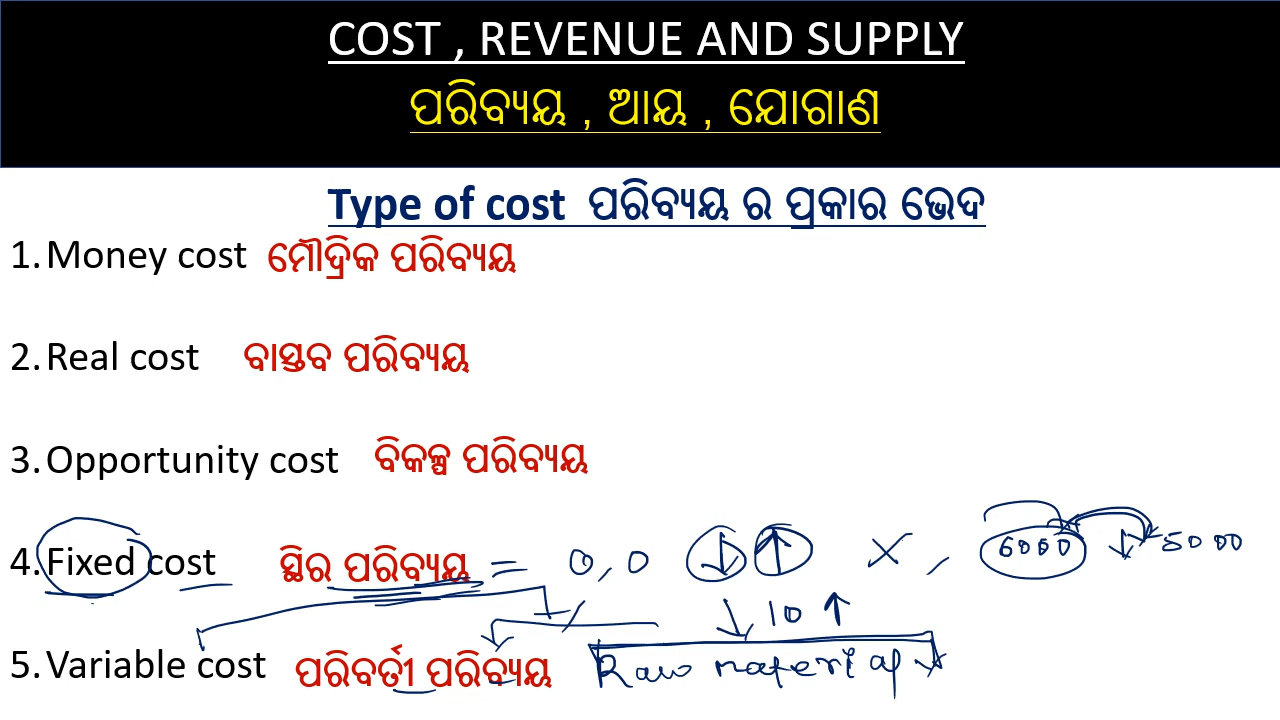 COST , REVENUE AND SUPPLY
ପରିବ୍ୟୟ , ଆୟ , ଯୋଗାଣ
Type of cost ପରିବ୍ୟୟ ର ପ୍ରକାର ଭେଦ
1. Money cost ମୌଦ୍ରିକ ପରିବ୍ୟୟ
2. Real cost ବାସ୍ତବ ପରିବ୍ୟୟ
3. Opportunity cost ବିକଳ୍ପ ପରିବ୍ୟୟ
4. Fixed cost ସ୍ଥିର ପରିବ୍ୟୟ = 0, 0 ↓ ↑ X, 6000 ↓ 5000
↓ 10 ↑
5. Variable cost ପରିବର୍ତୀ ପରିବ୍ୟୟ Raw